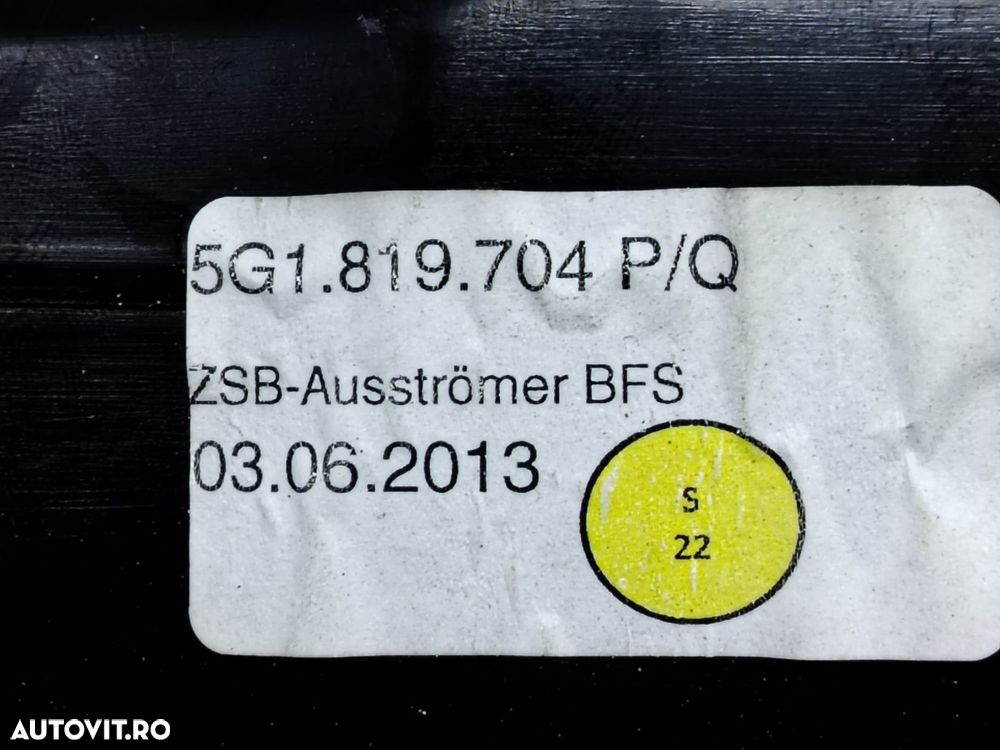 5G1.819.704 P/Q
ZSB-Ausströmer BFS
03.06.2013
S
22
AUTOVIT.RO